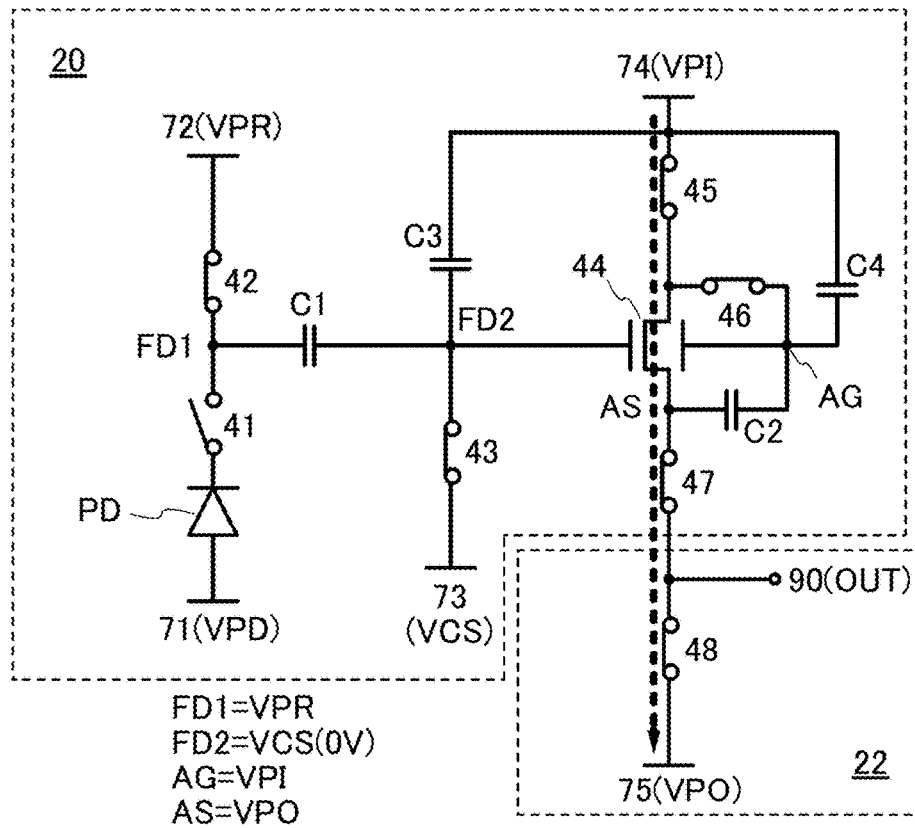 20
74(VPI)
72(VPR)
45
C3
44
C4
42
C1
46
FD1
FD2
AS
AG
41
C2
43
47
PD
90(OUT)
73
(VCS)
71(VPD)
48
FD1=VPR
FD2=VCS(0V)
AG=VPI
AS=VPO
75(VPO)
22